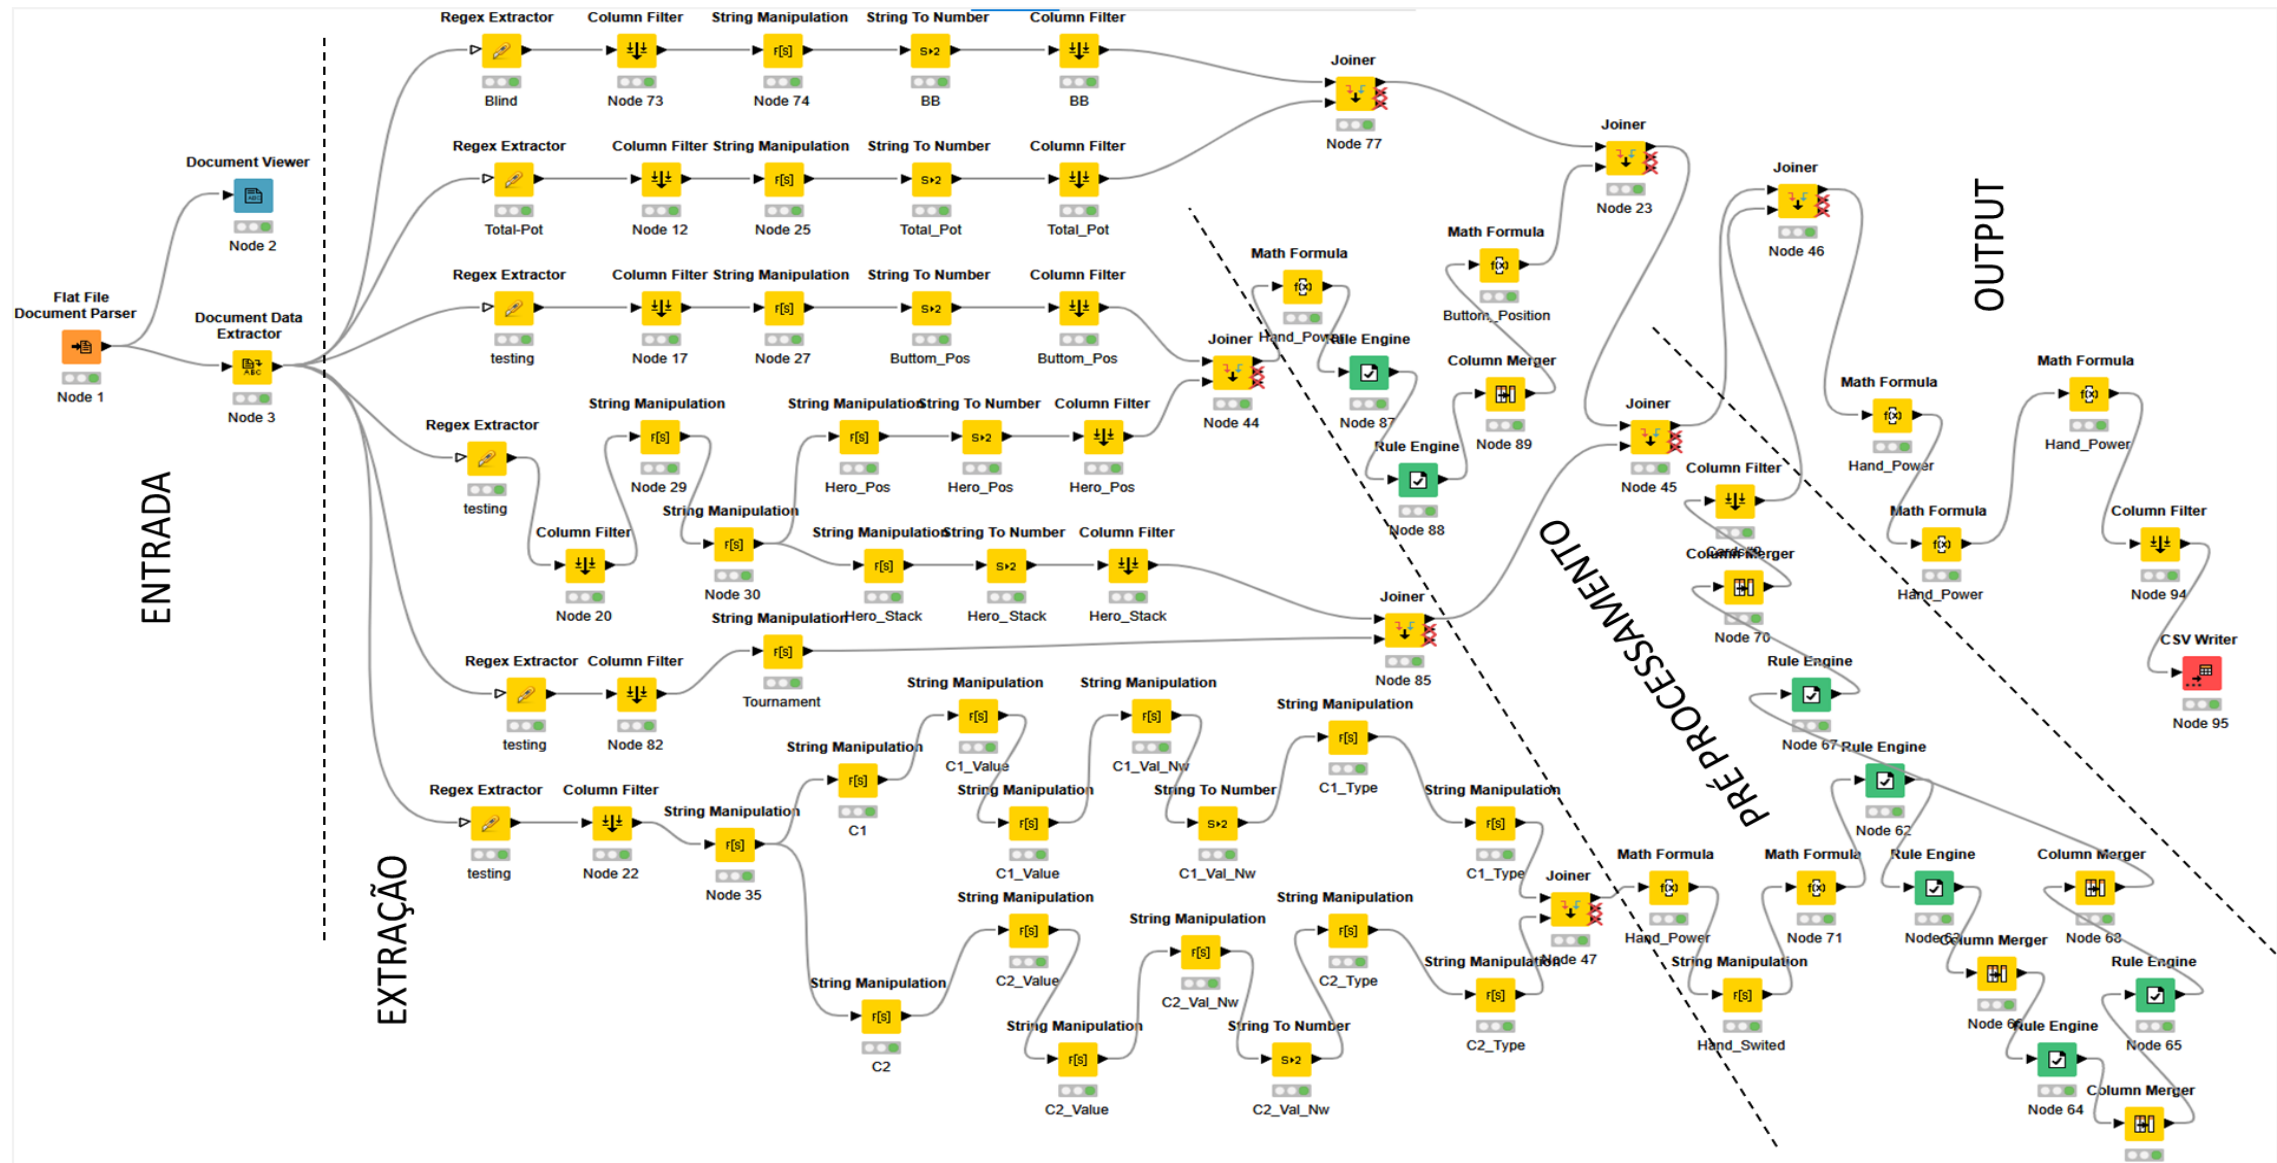 Regex Extractor
Column Filter
String Manipulation
String To Number
Column Filter
Blind
Node 73
Node 74
BB
BB
Joiner
Node 77
Regex Extractor
Column Filter
String Manipulation
String To Number
Column Filter
Total-Pot
Node 12
Node 25
Total_Pot
Total_Pot
Joiner
Node 23
Document Viewer
Node 2
Joiner
Node 46
OUTPUT
Regex Extractor
Column Filter
String Manipulation
String To Number
Column Filter
testing
Node 17
Node 27
Buttom_Pos
Buttom_Pos
Math Formula
Hand_Power
Math Formula
Buttom_Position
Flat File
Document Parser
Node 1
Document Data
Extractor
Node 3
Joiner
Node 44
Rule Engine
Node 87
Column Merger
Node 89
Rule Engine
Node 88
Joiner
Node 45
Math Formula
Hand_Power
Math Formula
Hand_Power
Math Formula
Hand_Power
Column Filter
Node 94
CSV Writer
Node 95
Regex Extractor
testing
Column Filter
Node 20
String Manipulation
Node 29
String Manipulation
Node 30
String Manipulation
String To Number
Column Filter
Hero_Pos
Hero_Pos
Hero_Pos
String Manipulation
String To Number
Column Filter
Hero_Stack
Hero_Stack
Hero_Stack
ENTRADA
Column Filter
Column Merger
Node 70
Rule Engine
Node 67
PRÉ PROCESSAMENTO
Joiner
Node 85
Regex Extractor
Column Filter
String Manipulation
testing
Node 82
Tournament
Regex Extractor
Column Filter
String Manipulation
testing
Node 22
Node 35
EXTRAÇÃO
String Manipulation
C1
String Manipulation
C1_Value
String Manipulation
C1_Value
String Manipulation
C1_Val_Nw
String To Number
C1_Val_Nw
String Manipulation
C1_Type
String Manipulation
C1_Type
String Manipulation
C2
String Manipulation
C2_Value
String Manipulation
C2_Value
String Manipulation
C2_Val_Nw
String To Number
C2_Val_Nw
String Manipulation
C2_Type
String Manipulation
C2_Type
Joiner
Node 47
Math Formula
Hand_Power
String Manipulation
Hand_Swited
Math Formula
Node 71
Rule Engine
Node 62
Rule Engine
Node 63
Column Merger
Node
Rule Engine
Node 64
Column Merger
Rule Engine
Node 65
Column Merger
Node 68